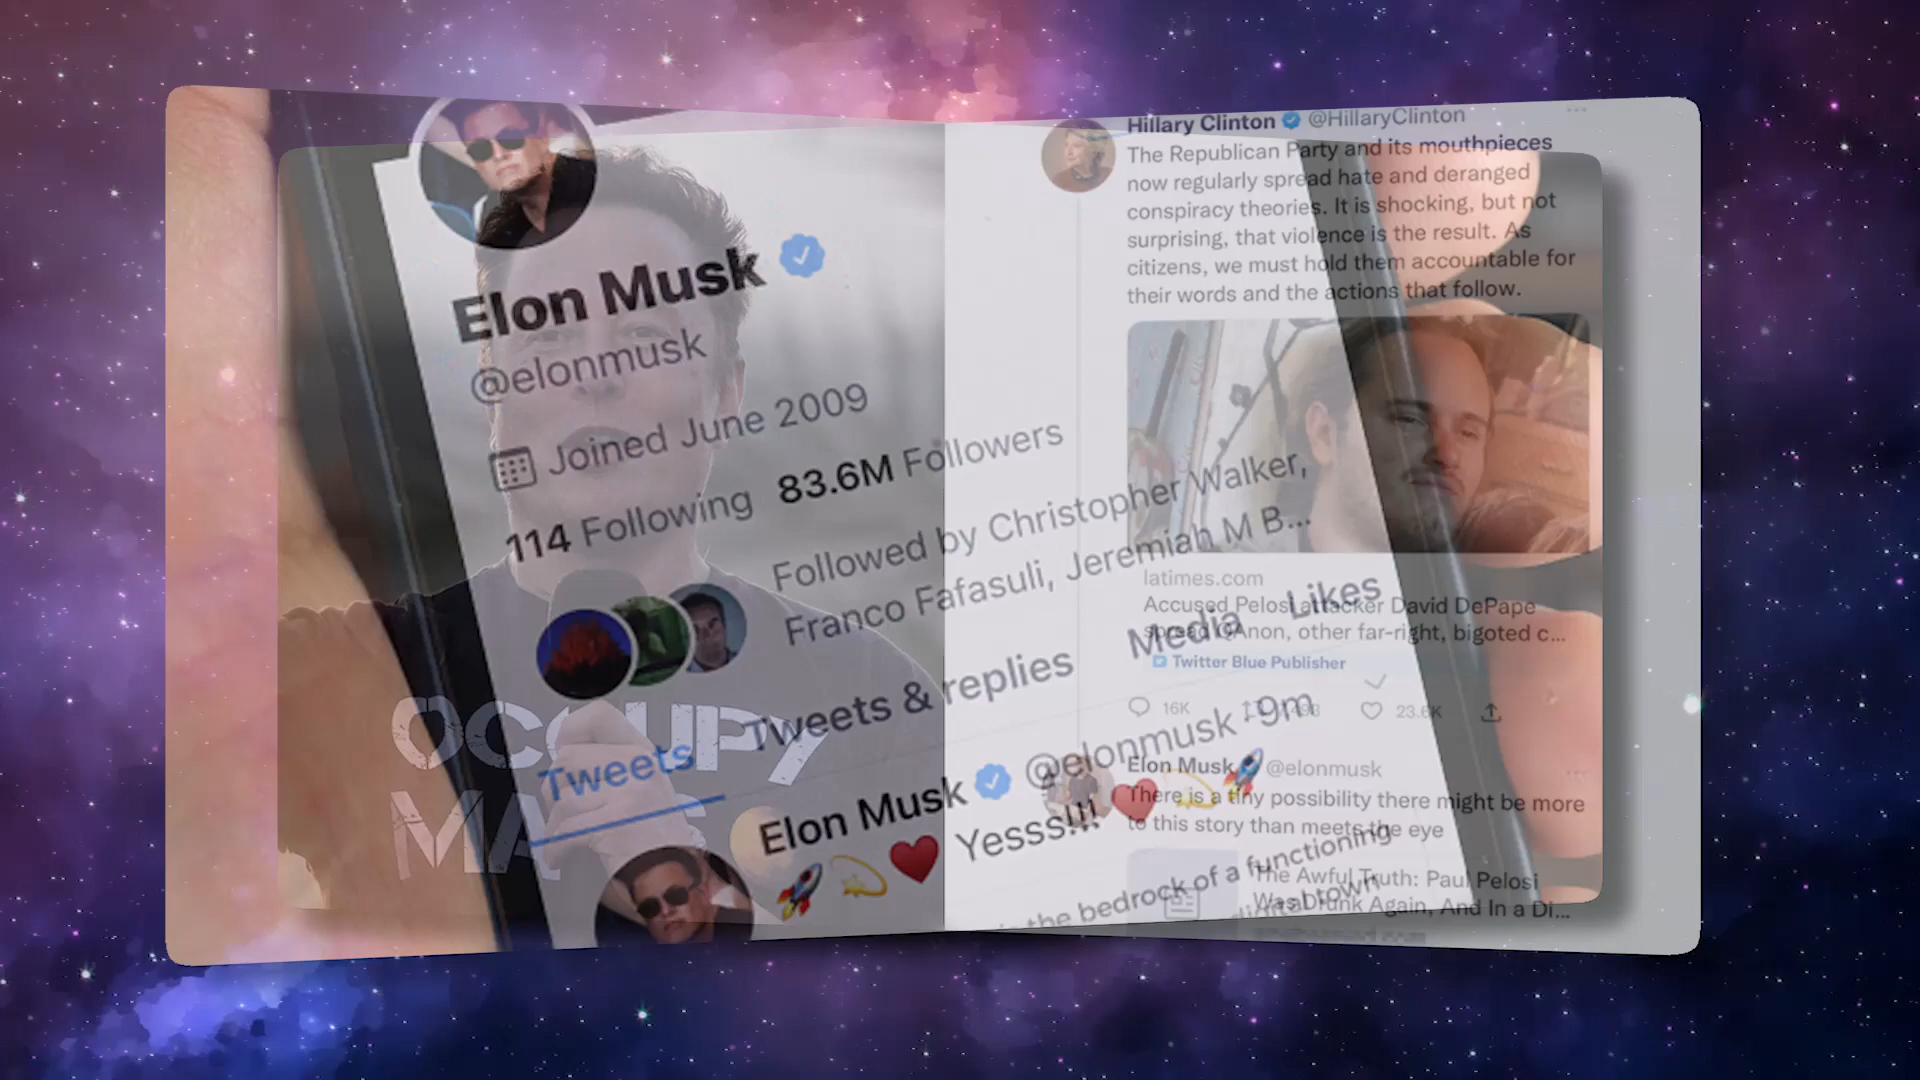 Elon Musk
@elonmusk
Joined June 2009
114 Following 83.6M Followers
Followed by Christopher Walker,
Franco Fafasuli, Jeremiah M B...
Tweets Tweets & replies Media Likes
Elon Musk @elonmusk · 9m
🚀💫❤️ Yesss!!! ❤️💫🚀
the bedrock of a functioning
OCCUPY
Hillary Clinton @HillaryClinton
The Republican Party and its mouthpieces
now regularly spread hate and deranged
conspiracy theories. It is shocking, but not
surprising, that violence is the result. As
citizens, we must hold them accountable for
their words and the actions that follow.
latimes.com
Accused Pelosi attacker David DePape
spread QAnon, other far-right, bigoted c...
Twitter Blue Publisher
16K
Elon Musk @elonmusk
There is a tiny possibility there might be more
to this story than meets the eye
The Awful Truth: Paul Pelosi
Was Drunk Again, And In a Di...